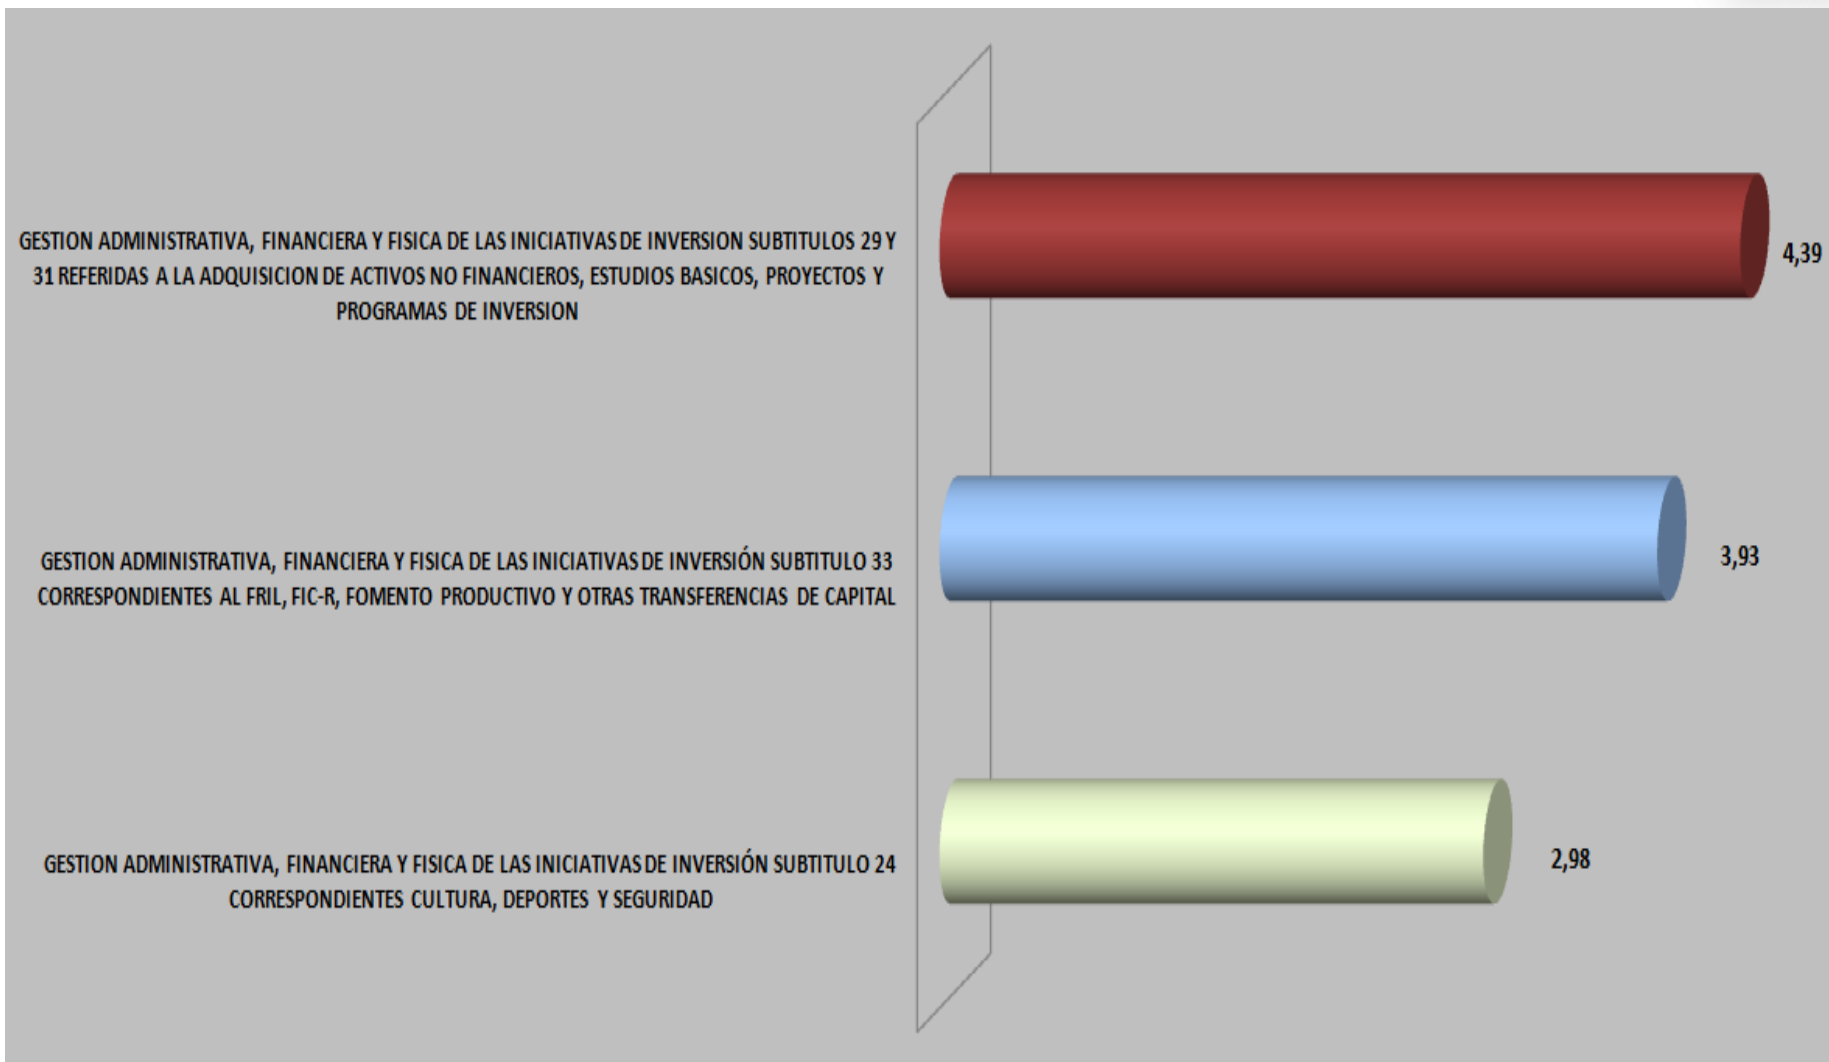 GESTION ADMINISTRATIVA, FINANCIERA Y FISICA DE LAS INICIATIVAS DE INVERSION SUBTITULOS 29 Y
31 REFERIDAS A LA ADQUISICION DE ACTIVOS NO FINANCIEROS, ESTUDIOS BASICOS, PROYECTOS Y
PROGRAMAS DE INVERSION
4,39
GESTION ADMINISTRATIVA, FINANCIERA Y FISICA DE LAS INICIATIVAS DE INVERSIÓN SUBTITULO 33
CORRESPONDIENTES AL FRIL, FIC-R, FOMENTO PRODUCTIVO Y OTRAS TRANSFERENCIAS DE CAPITAL
3,93
GESTION ADMINISTRATIVA, FINANCIERA Y FISICA DE LAS INICIATIVAS DE INVERSIÓN SUBTITULO 24
CORRESPONDIENTES CULTURA, DEPORTES Y SEGURIDAD
2,98